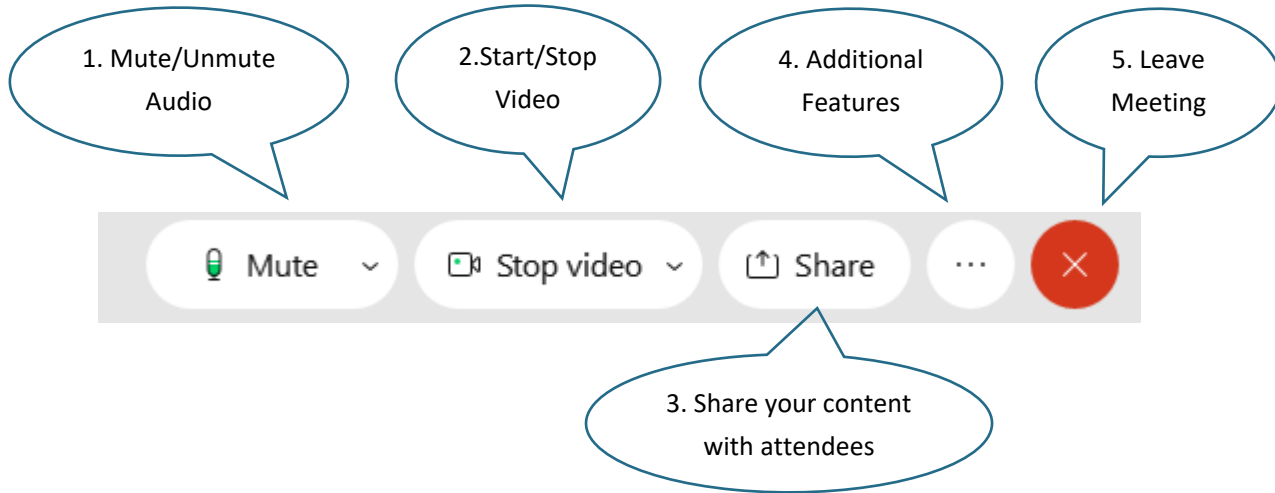 1. Mute/Unmute
Audio
2.Start/Stop
Video
4. Additional
Features
5. Leave
Meeting
Mute
Stop video
Share
3. Share your content
with attendees